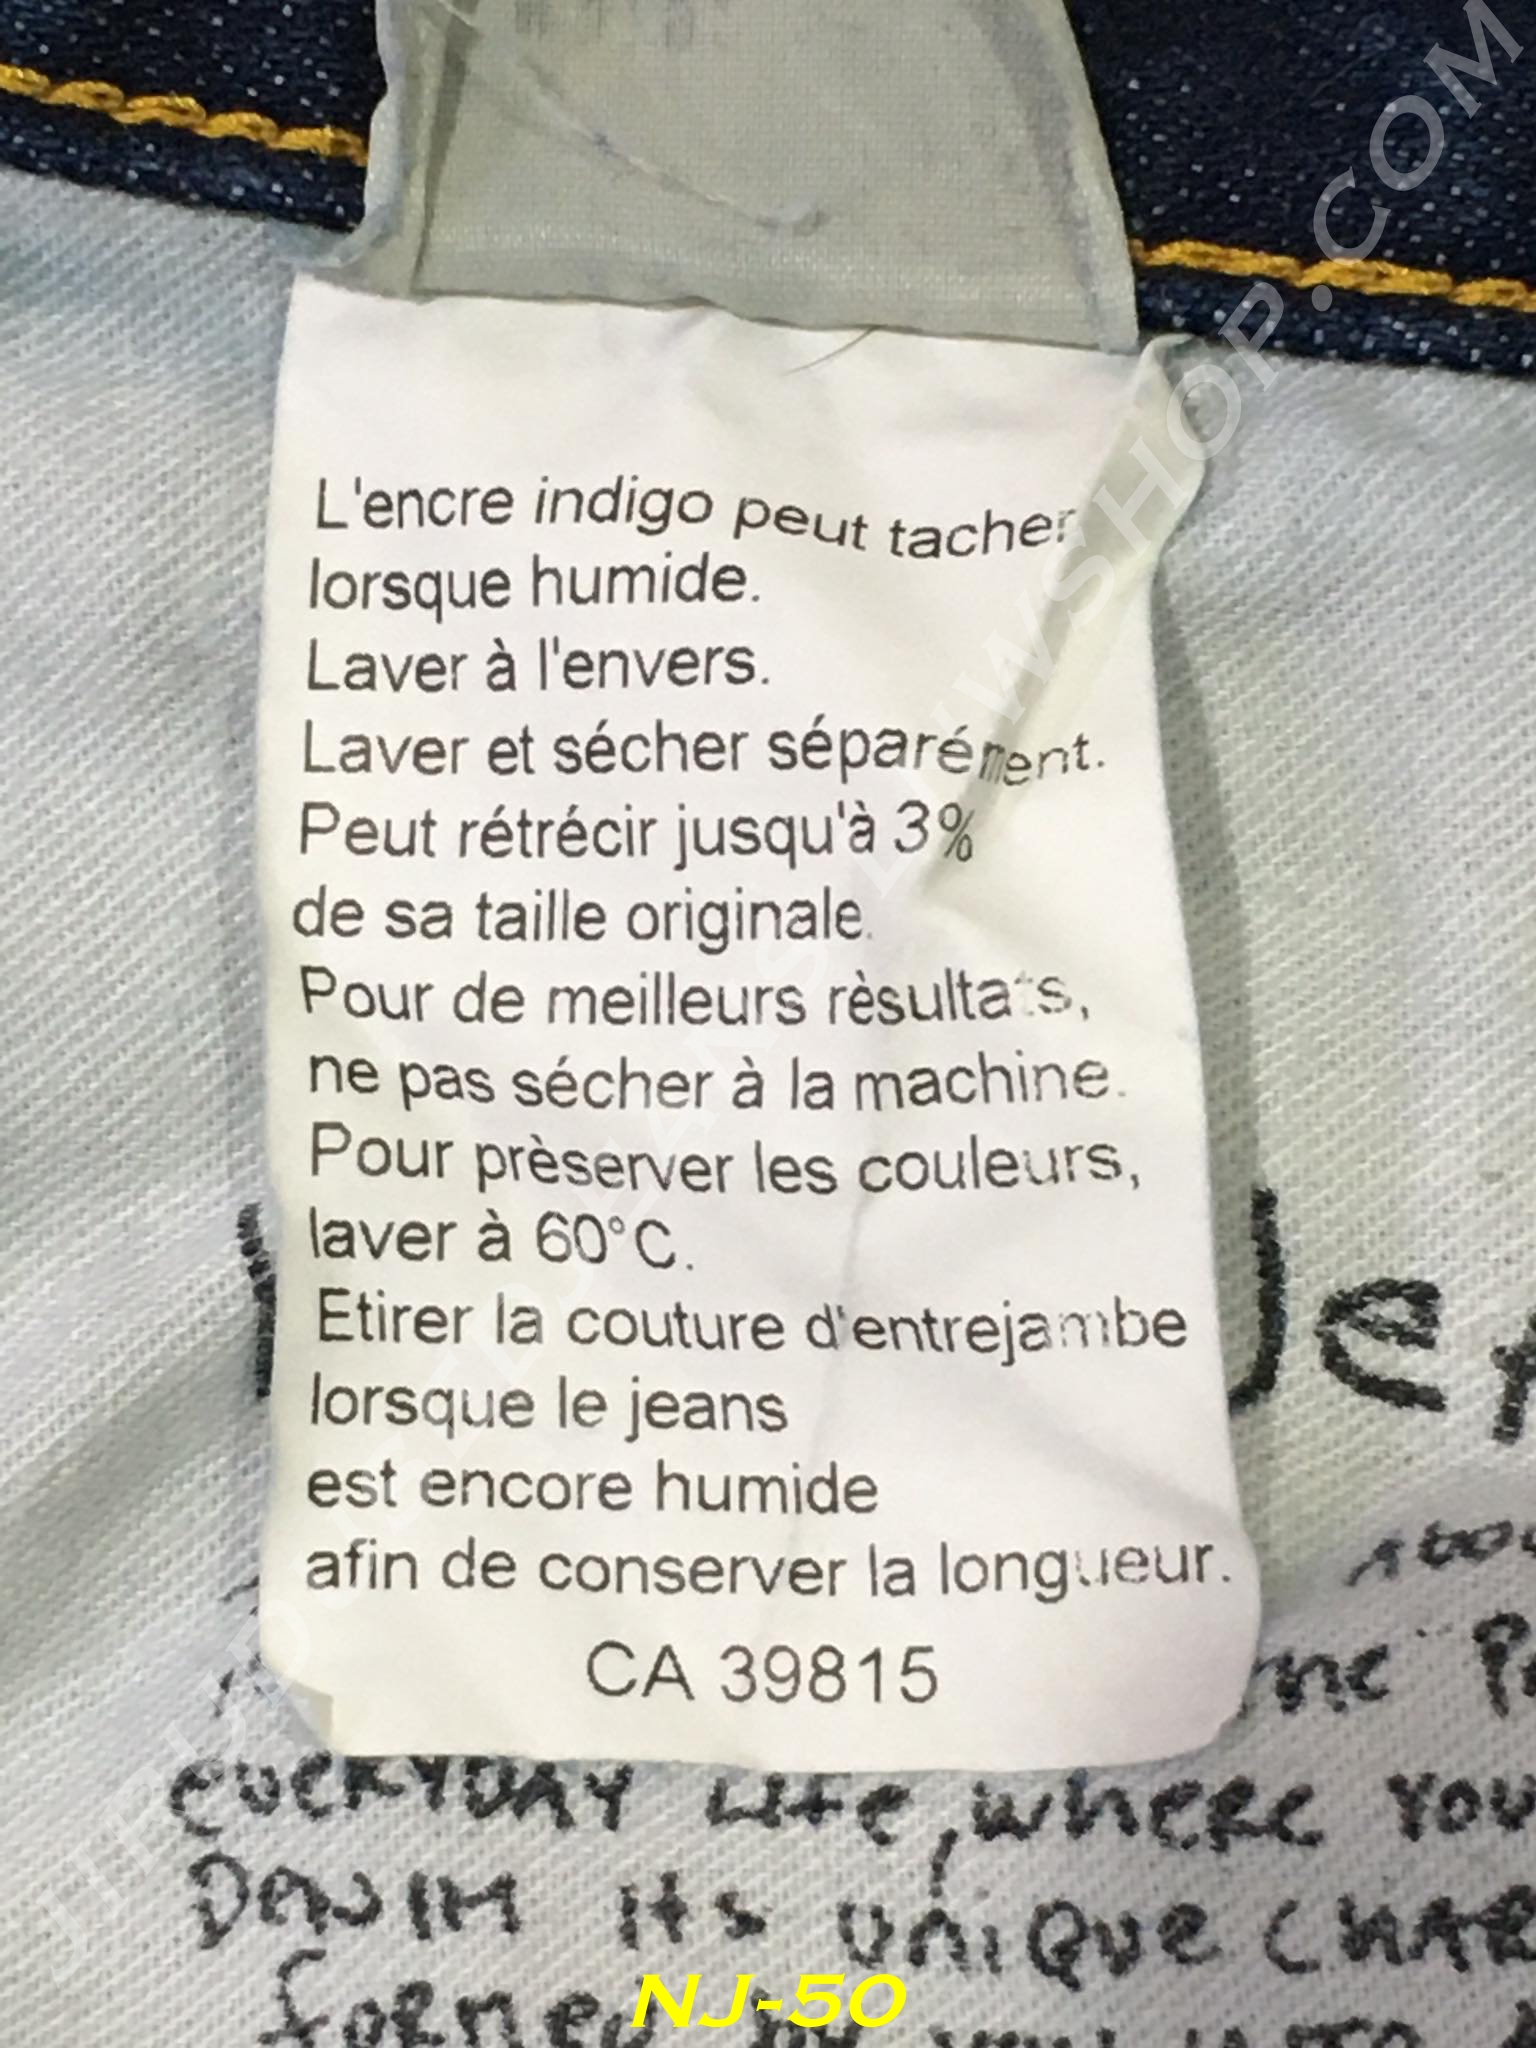 L'encre indigo peut tacher
lorsque humide.
Laver à l'envers.
Laver et sécher séparément.
Peut rétrécir jusqu'à 3%
de sa taille originale.
Pour de meilleurs rèsultats,
ne pas sécher à la machine.
Pour prèserver les couleurs,
laver à 60°C.
Etirer la couture d'entrejambe
lorsque le jeans
est encore humide
afin de conserver la longueur.
CA 39815
everyday life, where you
Denim its unique
formed by you
NJ-50